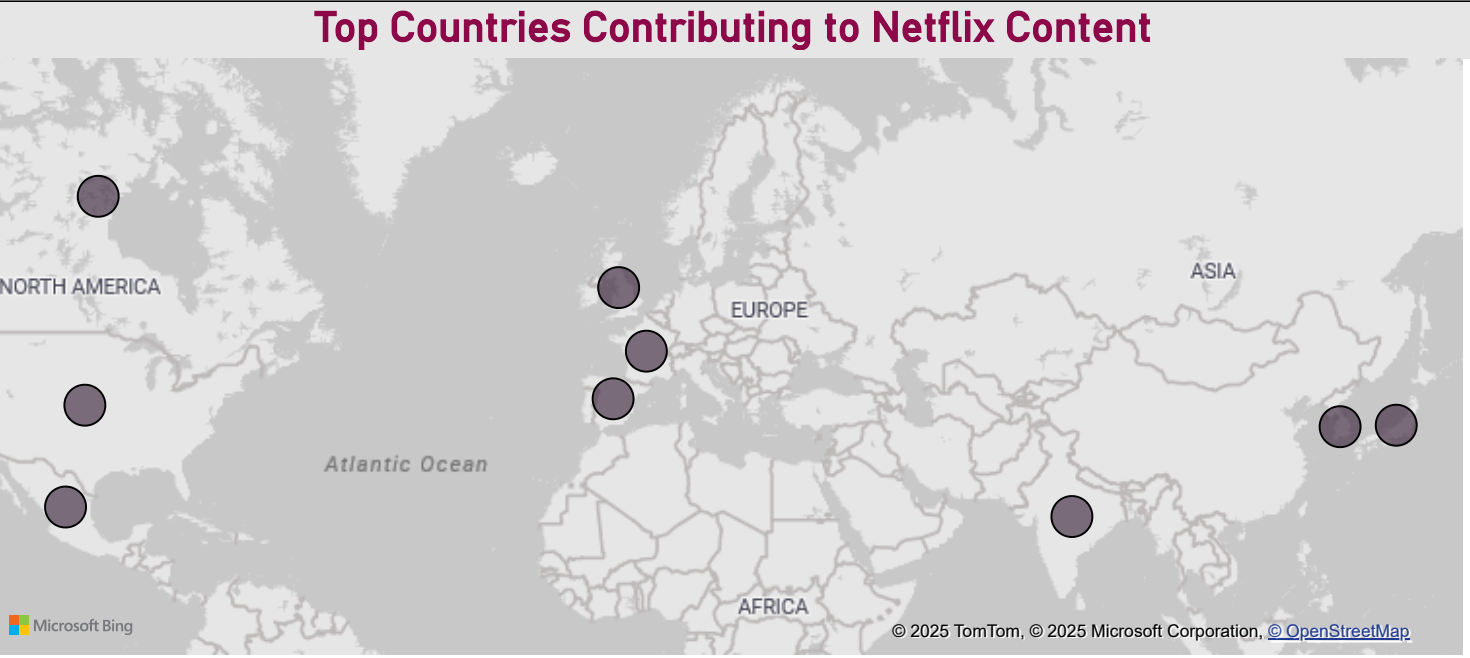 Top Countries Contributing to Netflix Content
NORTH AMERICA
EUROPE
ASIA
Atlantic Ocean
AFRICA
Microsoft Bing
© 2025 TomTom, © 2025 Microsoft Corporation, © OpenStreetMap